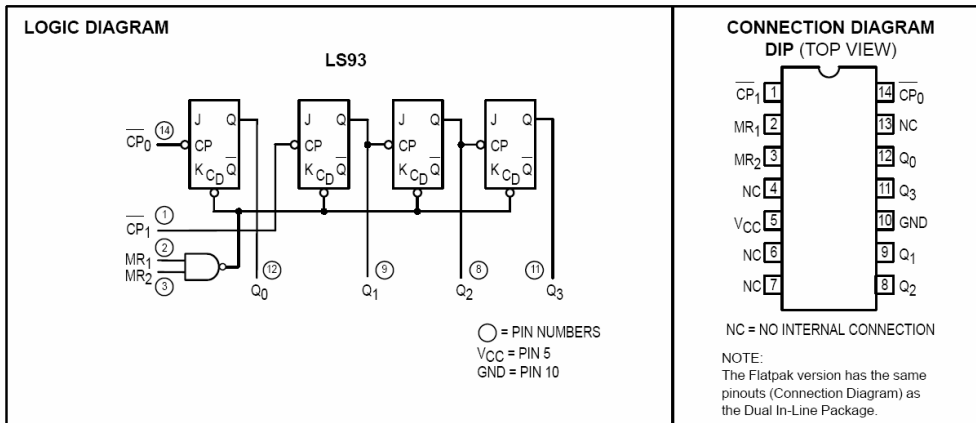 LOGIC DIAGRAM
LS93
J Q J Q J Q J Q
CP0 14 CP CP CP CP
K CD Q K CD Q K CD Q K CD Q
CP1 1
MR1 2
MR2 3
12 9 8 11
Q0 Q1 Q2 Q3
= PIN NUMBERS
VCC = PIN 5
GND = PIN 10
CONNECTION DIAGRAM
DIP (TOP VIEW)
CP1 1 14 CP0
MR1 2 13 NC
MR2 3 12 Q0
NC 4 11 Q3
VCC 5 10 GND
NC 6 9 Q1
NC 7 8 Q2
NC = NO INTERNAL CONNECTION
NOTE:
The Flatpak version has the same
pinouts (Connection Diagram) as
the Dual In-Line Package.